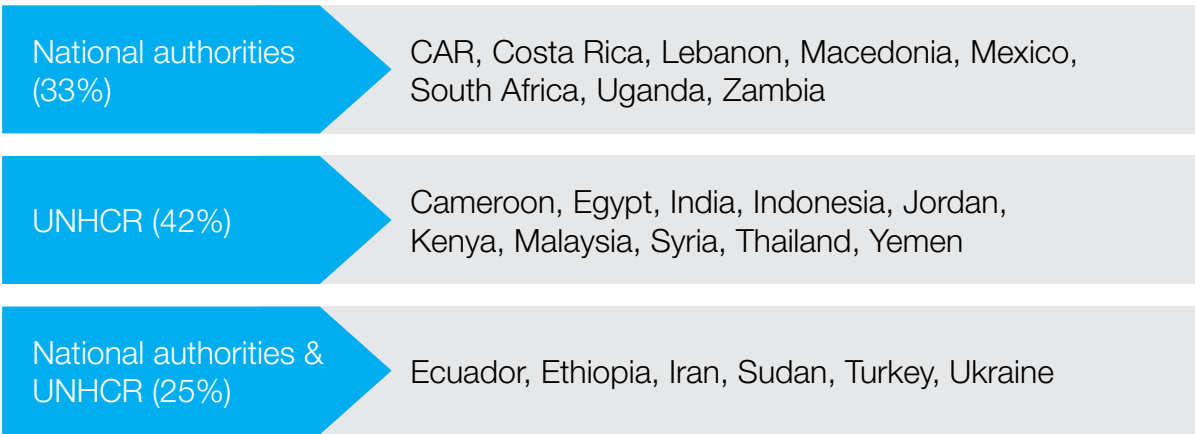 National authorities
(33%)
CAR, Costa Rica, Lebanon, Macedonia, Mexico,
South Africa, Uganda, Zambia
UNHCR (42%)
Cameroon, Egypt, India, Indonesia, Jordan,
Kenya, Malaysia, Syria, Thailand, Yemen
National authorities &
UNHCR (25%)
Ecuador, Ethiopia, Iran, Sudan, Turkey, Ukraine